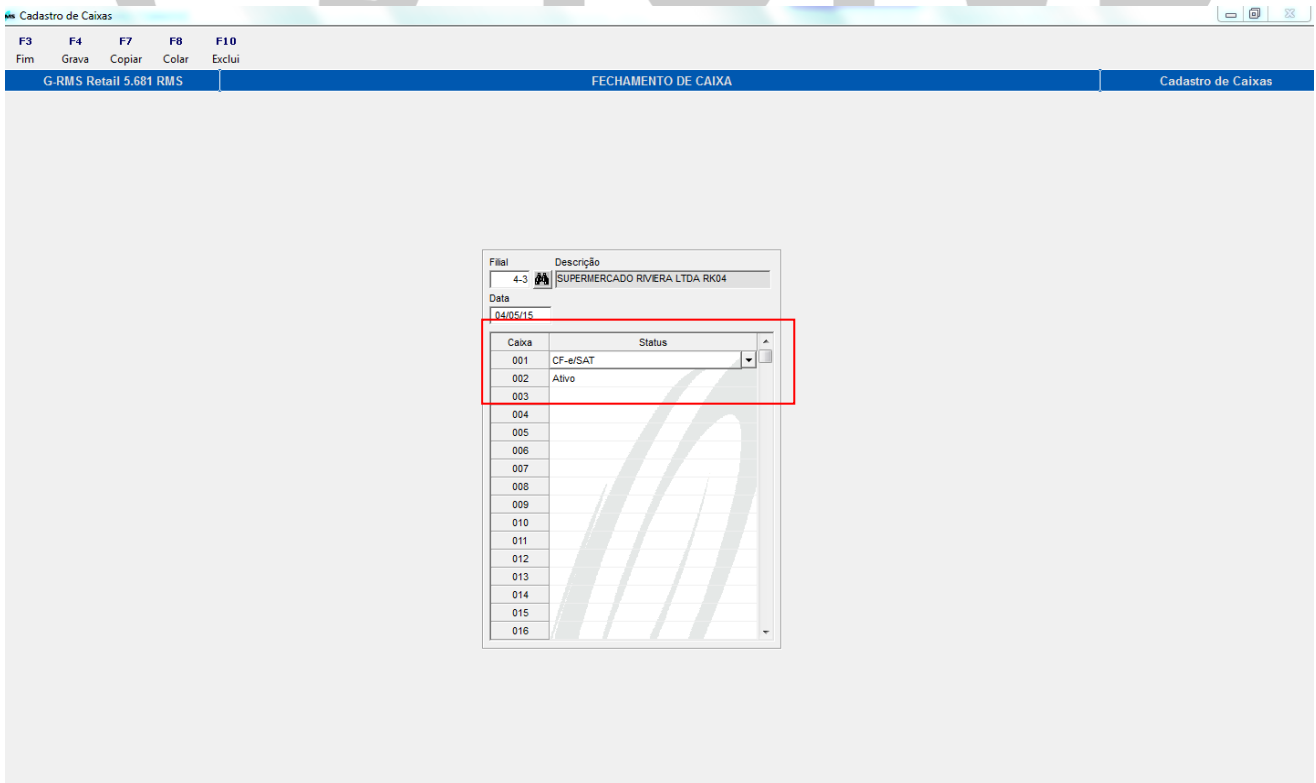 Cadastro de Caixas
F3 F4 F7 F8 F10
Fim Grava Copiar Colar Exclui
G-RMS Retail 5.681 RMS FECHAMENTO DE CAIXA Cadastro de Caixas
Filial Descrição
4-3 SUPERMERCADO RIVIERA LTDA RK04
Data
04/05/15
Caixa Status
001 CF-e/SAT
002 Ativo
003
004
005
006
007
008
009
010
011
012
013
014
015
016